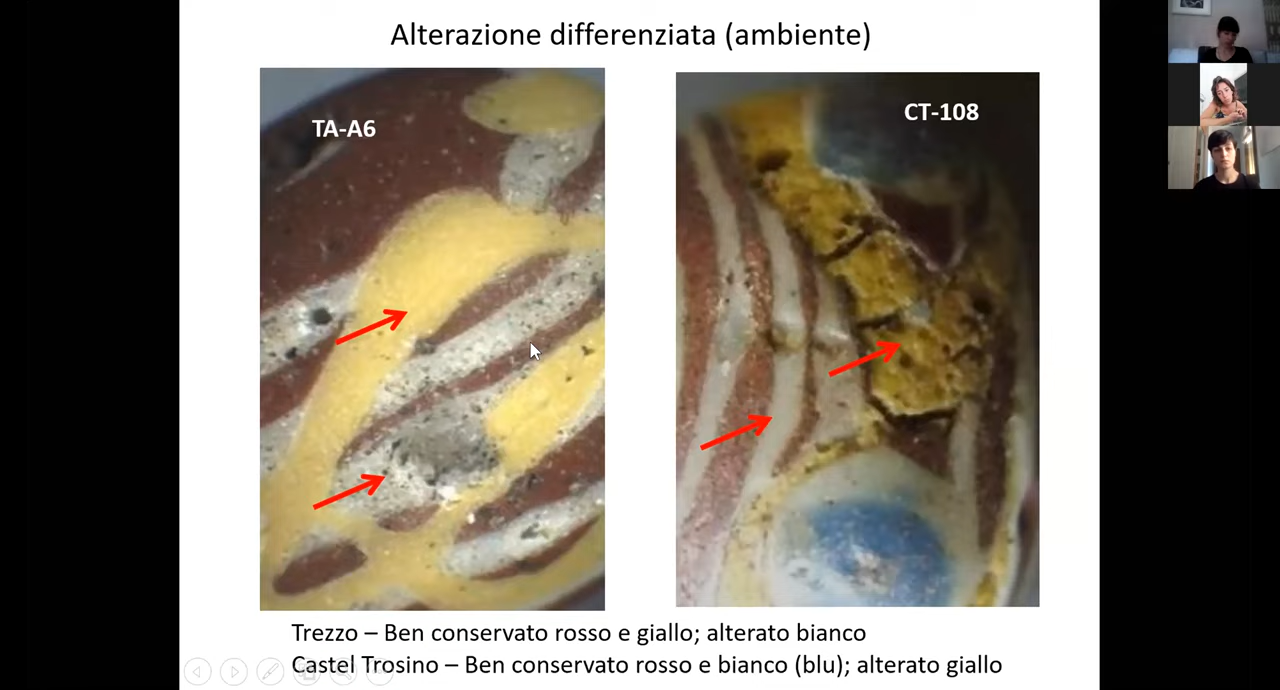 Alterazione differenziata (ambiente)
TA-A6
CT-108
Trezzo – Ben conservato rosso e giallo; alterato bianco
Castel Trosino – Ben conservato rosso e bianco (blu); alterato giallo